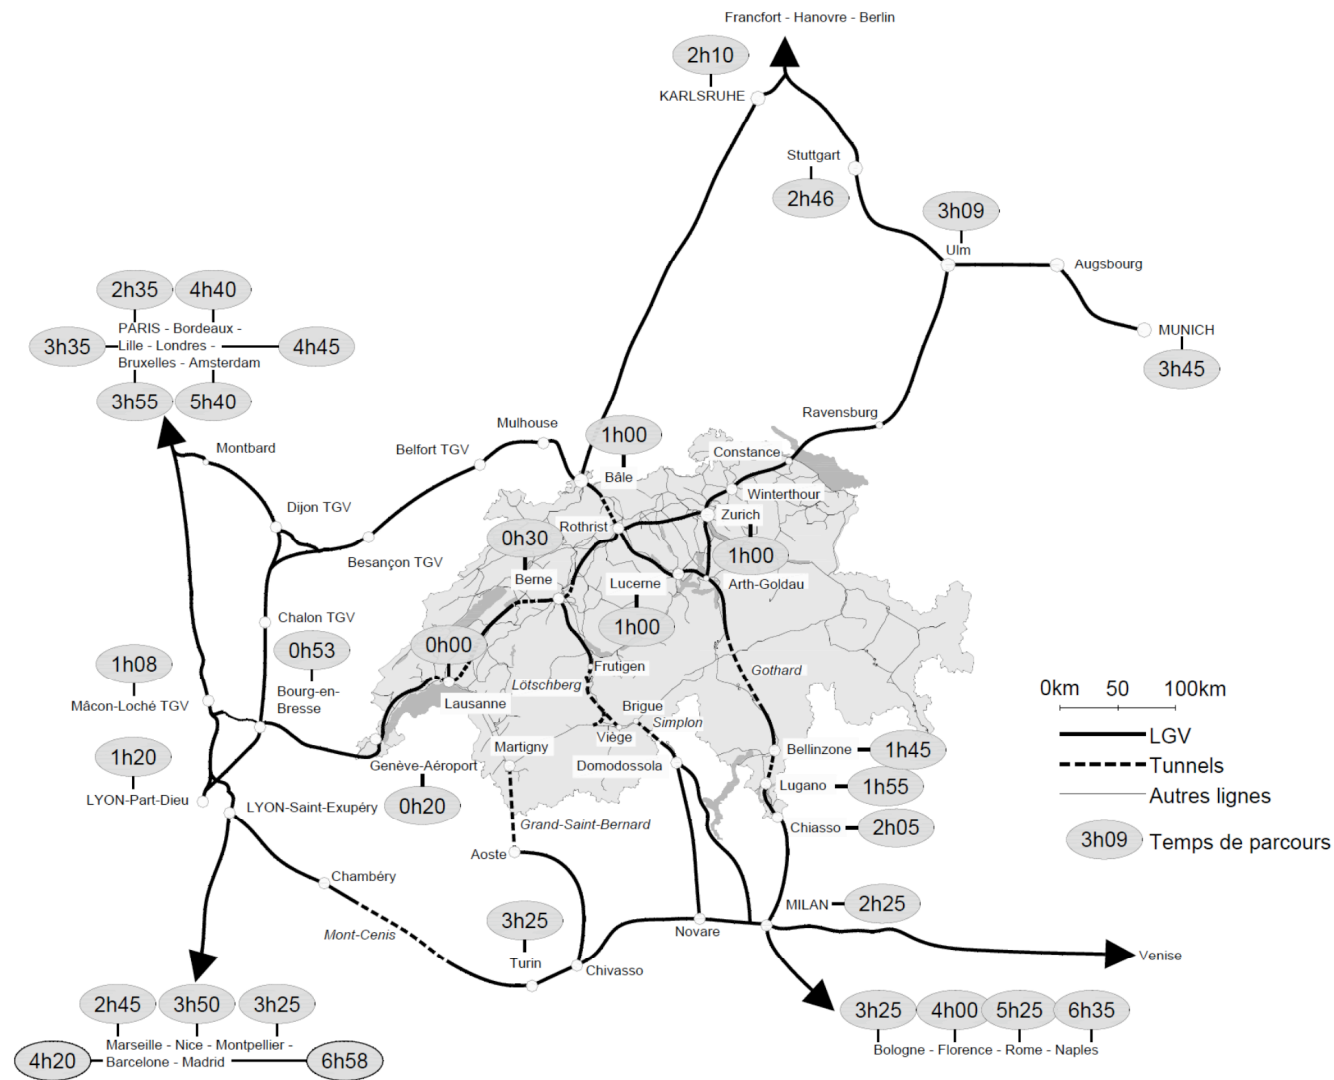 Francfort - Hanovre - Berlin
2h10
KARLSRUHE
Stuttgart
2h46
3h09
Ulm
Augsbourg
MUNICH
3h45
2h35
4h40
PARIS - Bordeaux -
3h35
Lille - Londres -
4h45
Bruxelles - Amsterdam
3h55
5h40
Ravensburg
Mulhouse
1h00
Montbard
Belfort TGV
Constance
Bâle
Winterthour
Dijon TGV
Zurich
Rothrist
0h30
1h00
Besançon TGV
Berne
Lucerne
Arth-Goldau
Chalon TGV
1h00
0h53
0h00
1h08
Frutigen
Gothard
Bourg-en-
Bresse
Lötschberg
Mâcon-Loché TGV
Lausanne
Brigue
Simplon
Viège
Martigny
Bellinzone
1h45
1h20
Genève-Aéroport
Domodossola
Lugano
1h55
LYON-Part-Dieu
LYON-Saint-Exupéry
0h20
Grand-Saint-Bernard
Chiasso
2h05
Aoste
Chambéry
MILAN
2h25
3h25
Mont-Cenis
Novare
Turin
Chivasso
Venise
2h45
3h50
3h25
3h25
4h00
5h25
6h35
Marseille - Nice - Montpellier -
Bologne - Florence - Rome - Naples
4h20
Barcelone - Madrid
6h58
0km
50
100km
LGV
Tunnels
Autres lignes
3h09
Temps de parcours